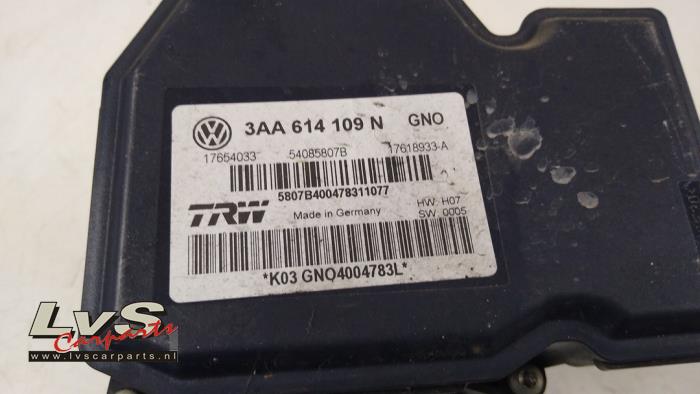 3AA 614 109 N GNO
17654033 54085807B 17618933-A
5807B400478311077
TRW Made in Germany HW: H07
SW 0005
*K03 GNO4004783L*
LvS
Carparts
www.lvscarparts.nl